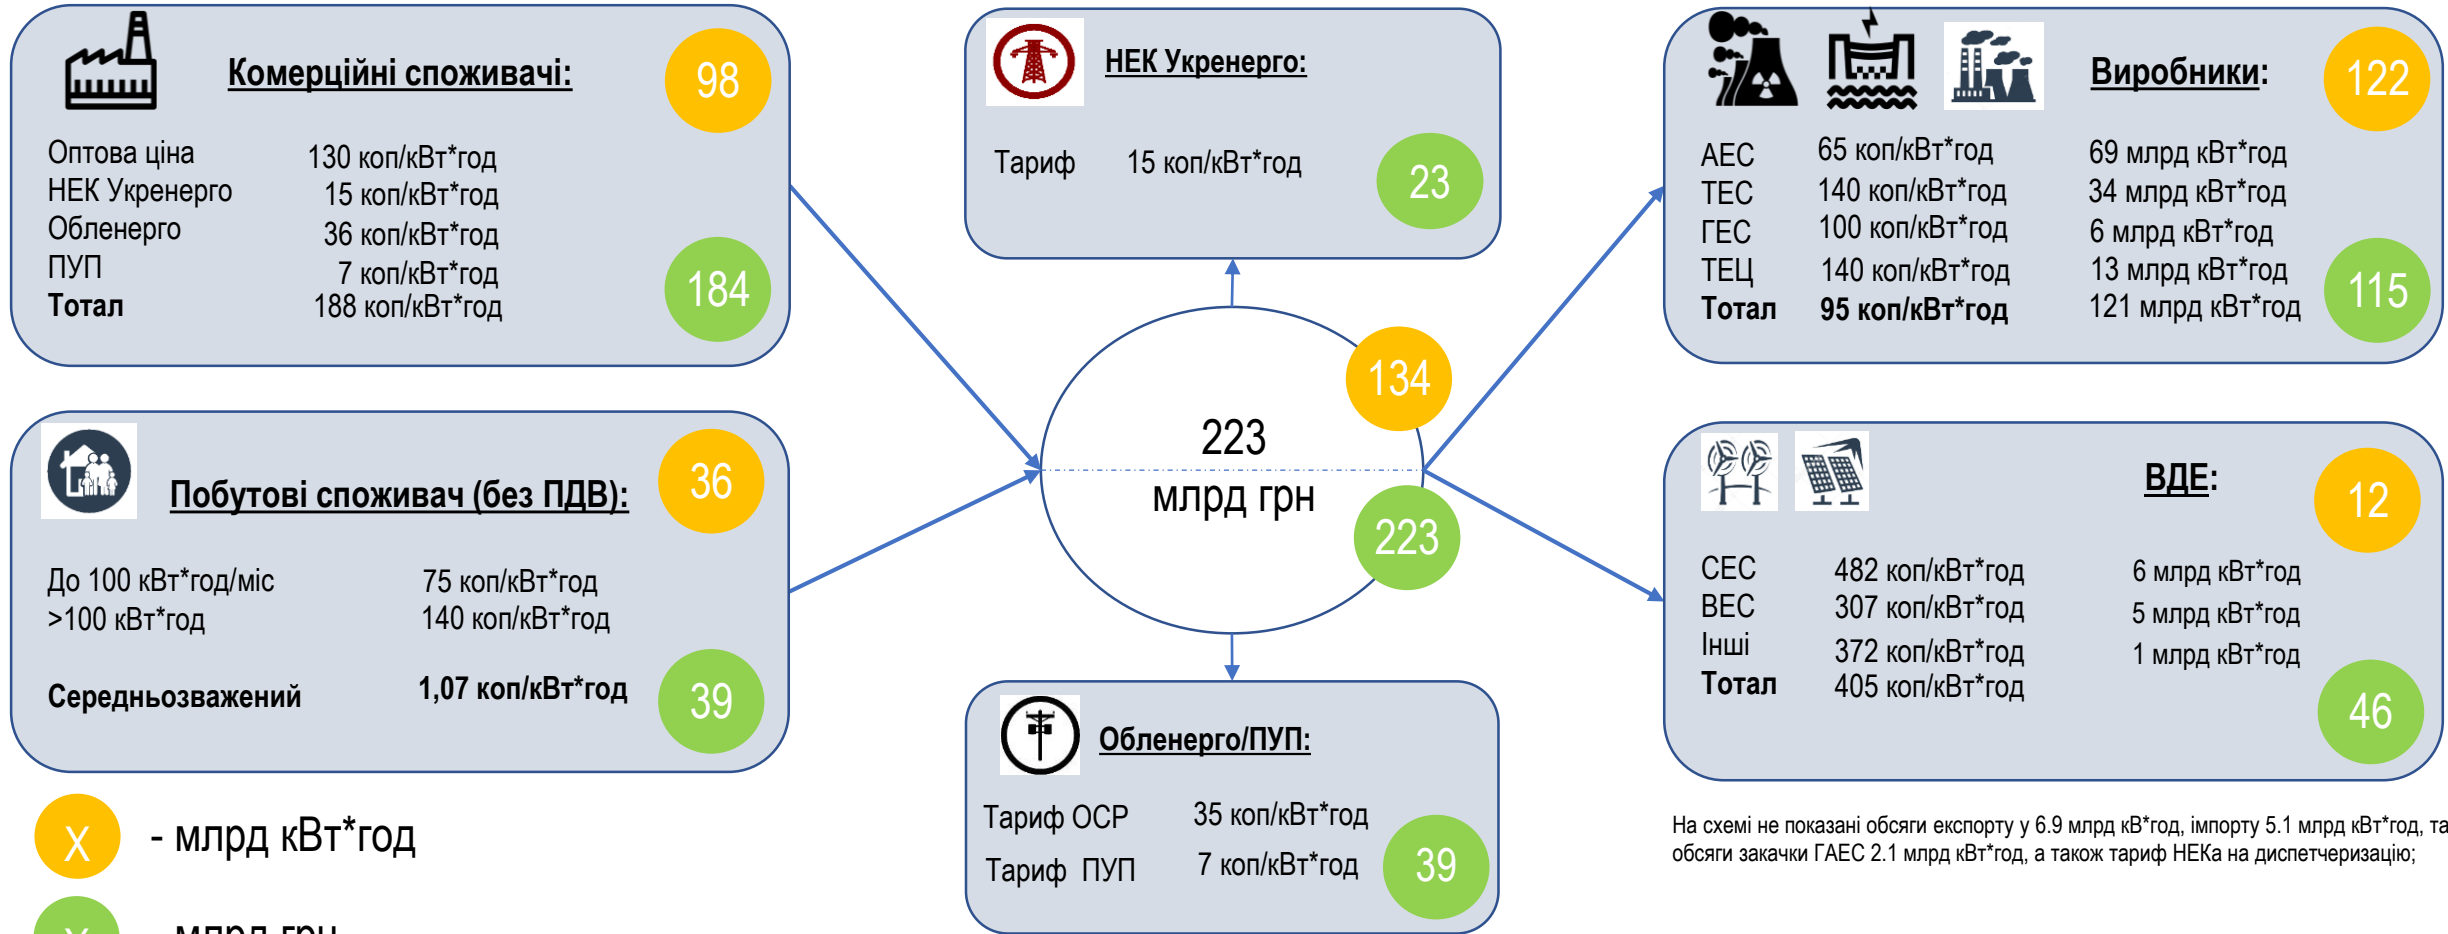 Комерційні споживачі:
98
Оптова ціна 130 коп/кВт*год
НЕК Укренерго 15 коп/кВт*год
Обленерго 36 коп/кВт*год
ПУП 7 коп/кВт*год
Тотал 188 коп/кВт*год
184
Побутові споживач (без ПДВ):
36
До 100 кВт*год/міс 75 коп/кВт*год
>100 кВт*год 140 коп/кВт*год
Середньозважений 1,07 коп/кВт*год
39
X - млрд кВт*год
X - млрд грн
НЕК Укренерго:
Тариф 15 коп/кВт*год
23
134
223
млрд грн
223
Обленерго/ПУП:
Тариф ОСР 35 коп/кВт*год
Тариф ПУП 7 коп/кВт*год
39
Виробники:
122
АЕС 65 коп/кВт*год 69 млрд кВт*год
ТЕС 140 коп/кВт*год 34 млрд кВт*год
ГЕС 100 коп/кВт*год 6 млрд кВт*год
ТЕЦ 140 коп/кВт*год 13 млрд кВт*год
Тотал 95 коп/кВт*год 121 млрд кВт*год
115
ВДЕ:
12
СЕС 482 коп/кВт*год 6 млрд кВт*год
ВЕС 307 коп/кВт*год 5 млрд кВт*год
Інші 372 коп/кВт*год 1 млрд кВт*год
Тотал 405 коп/кВт*год
46
На схемі не показані обсяги експорту у 6.9 млрд кВ*год, імпорту 5.1 млрд кВт*год, та
обсяги закачки ГАЕС 2.1 млрд кВт*год, а також тариф НЕКа на диспетчеризацію;